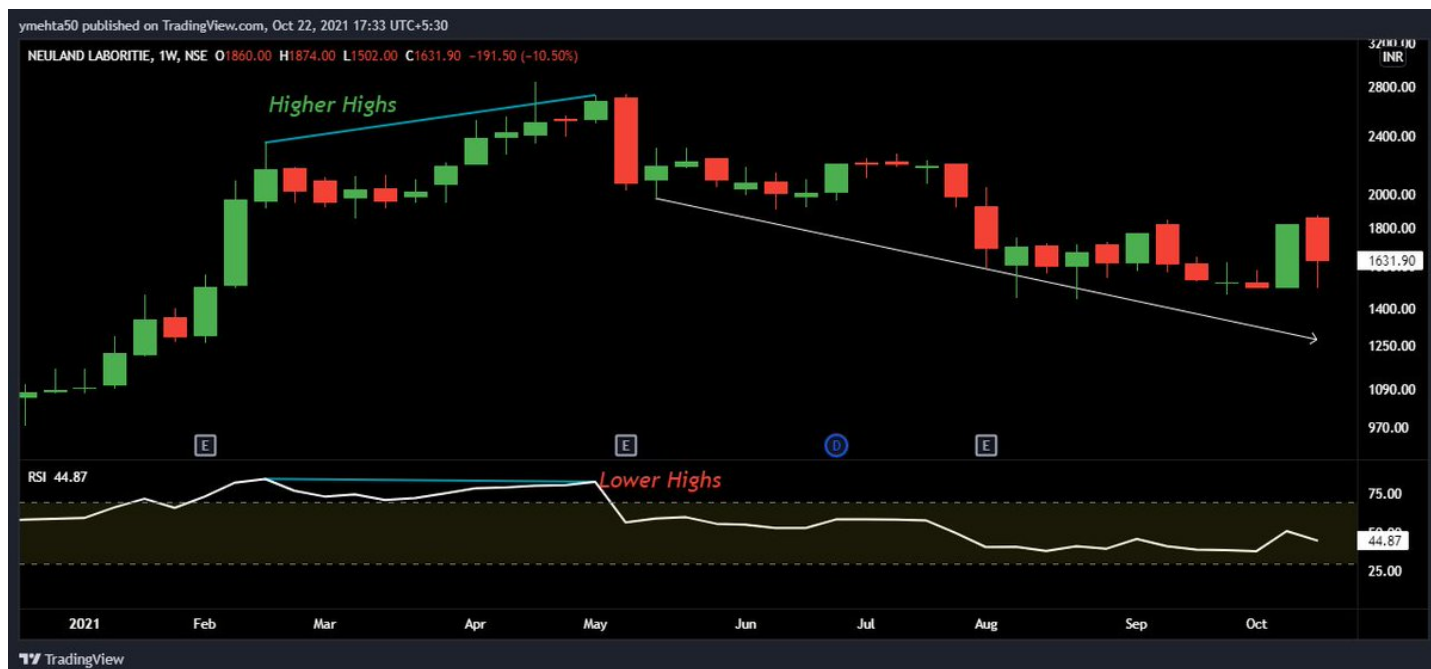 ymehta50 published on TradingView.com, Oct 22, 2021 17:33 UTC+5:30
NEULAND LABORITIE, 1W, NSE O1860.00 H1874.00 L1502.00 C1631.90 −191.50 (−10.50%)
3200.00
INR
2800.00
Higher Highs
2400.00
2000.00
1800.00
1631.90
1400.00
1250.00
1090.00
970.00
E E D E
RSI 44.87
Lower Highs
75.00
50.00
44.87
25.00
2021 Feb Mar Apr May Jun Jul Aug Sep Oct
TradingView